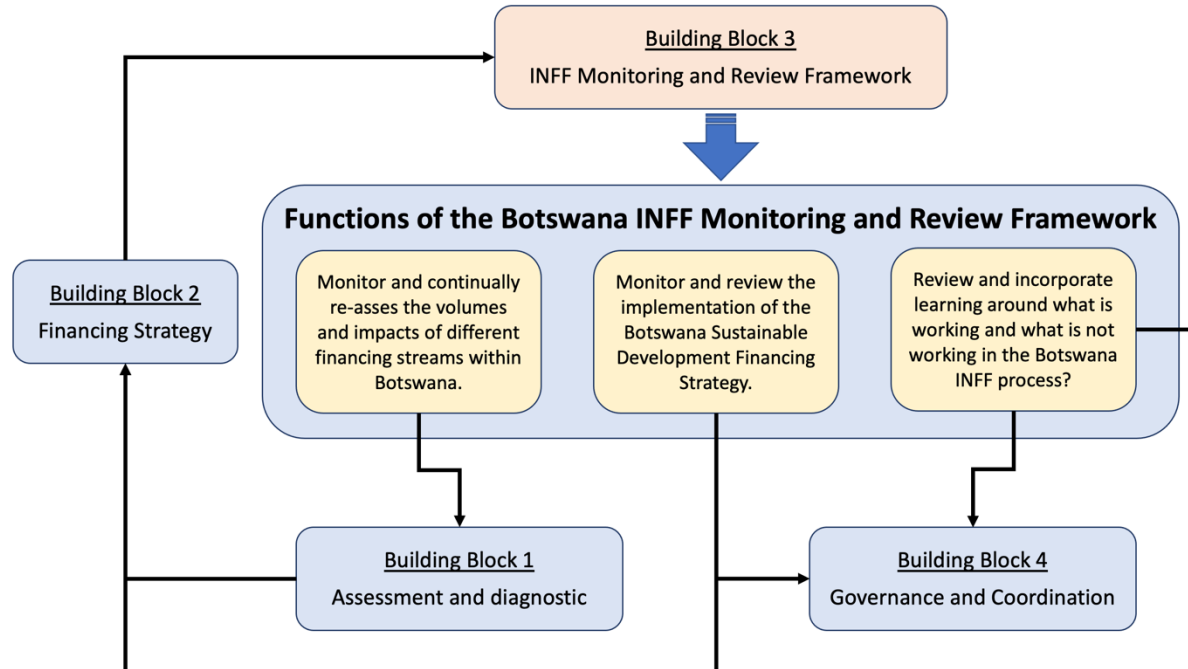 Building Block 3
INFF Monitoring and Review Framework
Functions of the Botswana INFF Monitoring and Review Framework
Monitor and continually
re-asses the volumes
and impacts of different
financing streams within
Botswana.
Monitor and review the
implementation of the
Botswana Sustainable
Development Financing
Strategy.
Review and incorporate
learning around what is
working and what is not
working in the Botswana
INFF process?
Building Block 2
Financing Strategy
Building Block 1
Assessment and diagnostic
Building Block 4
Governance and Coordination